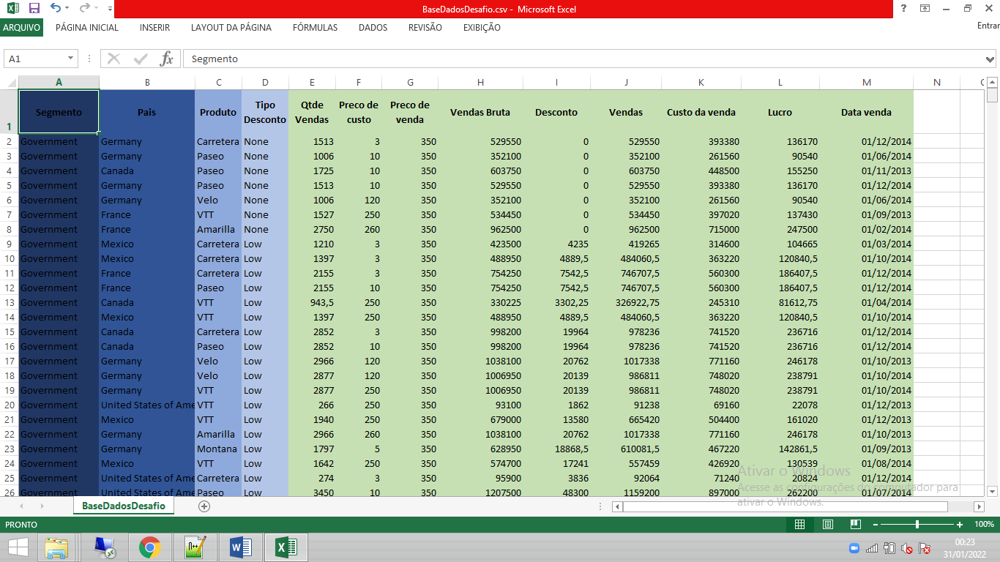 BaseDadosDesafio.csv - Microsoft Excel
ARQUIVO PÁGINA INICIAL INSERIR LAYOUT DA PÁGINA FÓRMULAS DADOS REVISÃO EXIBIÇÃO Entrar
A1 fx Segmento
A B C D E F G H I J K L M N
1 Segmento Pais Produto Tipo Desconto Qtde Vendas Preco de custo Preco de venda Vendas Bruta Desconto Vendas Custo da venda Lucro Data venda
2 Government Germany Carretera None 1513 3 350 529550 0 529550 393380 136170 01/12/2014
3 Government Germany Paseo None 1006 10 350 352100 0 352100 261560 90540 01/06/2014
4 Government Canada Paseo None 1725 10 350 603750 0 603750 448500 155250 01/11/2013
5 Government Germany Paseo None 1513 10 350 529550 0 529550 393380 136170 01/12/2014
6 Government Germany Velo None 1006 120 350 352100 0 352100 261560 90540 01/06/2014
7 Government France VTT None 1527 250 350 534450 0 534450 397020 137430 01/09/2013
8 Government France Amarilla None 2750 260 350 962500 0 962500 715000 247500 01/02/2014
9 Government Mexico Carretera Low 1210 3 350 423500 4235 419265 314600 104665 01/03/2014
10 Government Mexico Carretera Low 1397 3 350 488950 4889,5 484060,5 363220 120840,5 01/10/2014
11 Government France Carretera Low 2155 3 350 754250 7542,5 746707,5 560300 186407,5 01/12/2014
12 Government France Paseo Low 2155 10 350 754250 7542,5 746707,5 560300 186407,5 01/12/2014
13 Government Canada VTT Low 943,5 250 350 330225 3302,25 326922,75 245310 81612,75 01/04/2014
14 Government Mexico VTT Low 1397 250 350 488950 4889,5 484060,5 363220 120840,5 01/10/2014
15 Government Canada Carretera Low 2852 3 350 998200 19964 978236 741520 236716 01/12/2014
16 Government Canada Paseo Low 2852 10 350 998200 19964 978236 741520 236716 01/12/2014
17 Government Germany Velo Low 2966 120 350 1038100 20762 1017338 771160 246178 01/10/2013
18 Government Germany Velo Low 2877 120 350 1006950 20139 986811 748020 238791 01/10/2014
19 Government Germany VTT Low 2877 250 350 1006950 20139 986811 748020 238791 01/10/2014
20 Government United States of Ame VTT Low 266 250 350 93100 1862 91238 69160 22078 01/12/2013
21 Government Mexico VTT Low 1940 250 350 679000 13580 665420 504400 161020 01/12/2013
22 Government Germany Amarilla Low 2966 260 350 1038100 20762 1017338 771160 246178 01/10/2013
23 Government Germany Montana Low 1797 5 350 628950 18868,5 610081,5 467220 142861,5 01/09/2013
24 Government Mexico VTT Low 1642 250 350 574700 17241 557459 426920 130539 01/08/2014
25 Government United States of Ame Carretera Low 274 3 350 95900 3836 92064 71240 20824 01/12/2014
26 Government United States of Ame Paseo Low 3450 10 350 1207500 48300 1159200 897000 262200 01/07/2014
Ativar o Windows
Acesse as configurações do computador para
ativar o Windows.
BaseDadosDesafio
PRONTO 100%
00:23
31/01/2022